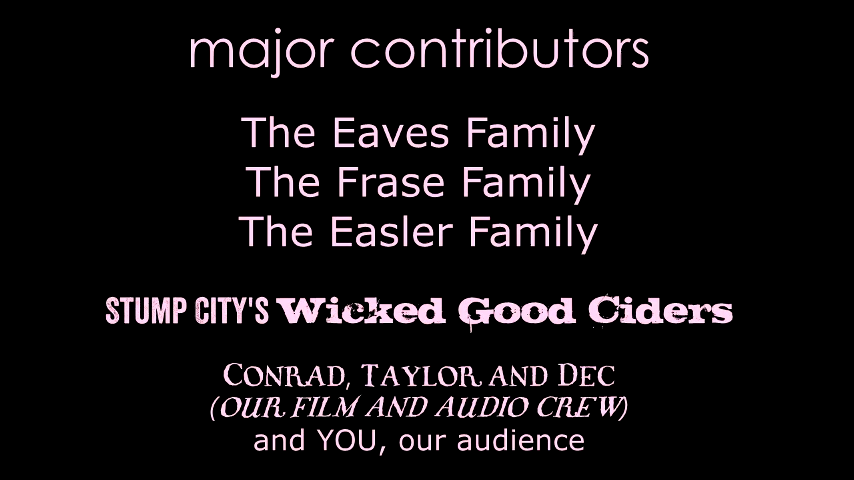 major contributors
The Eaves Family
The Frase Family
The Easler Family
STUMP CITY'S Wicked Good Ciders
CONRAD, TAYLOR AND DEC
(OUR FILM AND AUDIO CREW)
and YOU, our audience